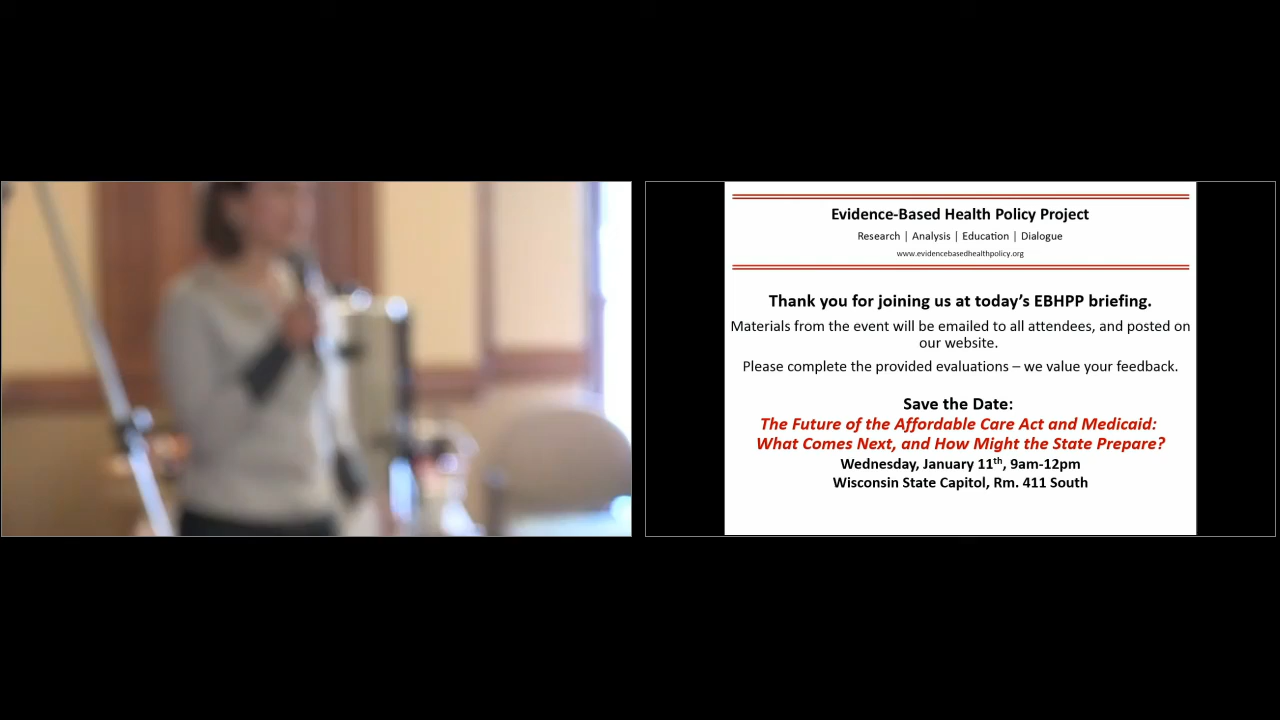 Evidence-Based Health Policy Project
Research | Analysis | Education | Dialogue
www.evidencebasedhealthpolicy.org
Thank you for joining us at today’s EBHPP briefing.
Materials from the event will be emailed to all attendees, and posted on
our website.
Please complete the provided evaluations – we value your feedback.
Save the Date:
The Future of the Affordable Care Act and Medicaid:
What Comes Next, and How Might the State Prepare?
Wednesday, January 11th, 9am-12pm
Wisconsin State Capitol, Rm. 411 South